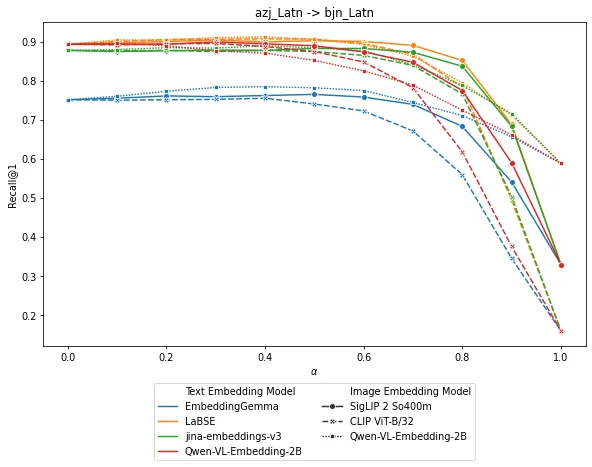 azj_Latn -> bjn_Latn
Recall@1
0.9
0.8
0.7
0.6
0.5
0.4
0.3
0.2
0.0 0.2 0.4 0.6 0.8 1.0
α
Text Embedding Model Image Embedding Model
EmbeddingGemma SigLIP 2 So400m
LaBSE CLIP ViT-B/32
jina-embeddings-v3 Qwen-VL-Embedding-2B
Qwen-VL-Embedding-2B